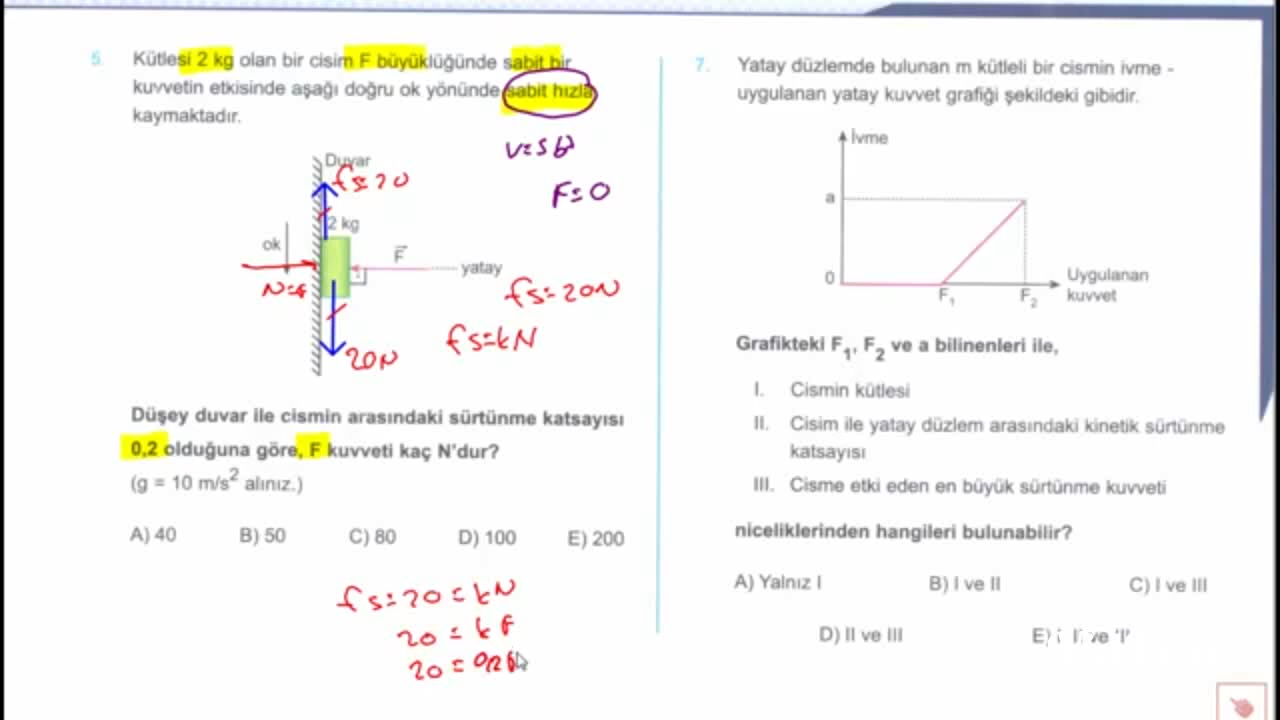 5. Kütlesi 2 kg olan bir cisim F büyüklüğünde sabit bir
kuvvetin etkisinde aşağı doğru ok yönünde sabit hızla
kaymaktadır.
v=sb
F=0
Duvar
fs=20
2 kg
ok
F
yatay
N=F
fs=20N
fs=kN
20N
Düşey duvar ile cismin arasındaki sürtünme katsayısı
0,2 olduğuna göre, F kuvveti kaç N'dur?
(g = 10 m/s² alınız.)
A) 40 B) 50 C) 80 D) 100 E) 200
fs=20=kN
20=kF
20=0,2F
7. Yatay düzlemde bulunan m kütleli bir cismin ivme -
uygulanan yatay kuvvet grafiği şekildeki gibidir.
İvme
a
0
F₁ F₂
Uygulanan
kuvvet
Grafikteki F₁, F₂ ve a bilinenleri ile,
I. Cismin kütlesi
II. Cisim ile yatay düzlem arasındaki kinetik sürtünme
katsayısı
III. Cisme etki eden en büyük sürtünme kuvveti
niceliklerinden hangileri bulunabilir?
A) Yalnız I B) I ve II C) I ve III
D) II ve III E)